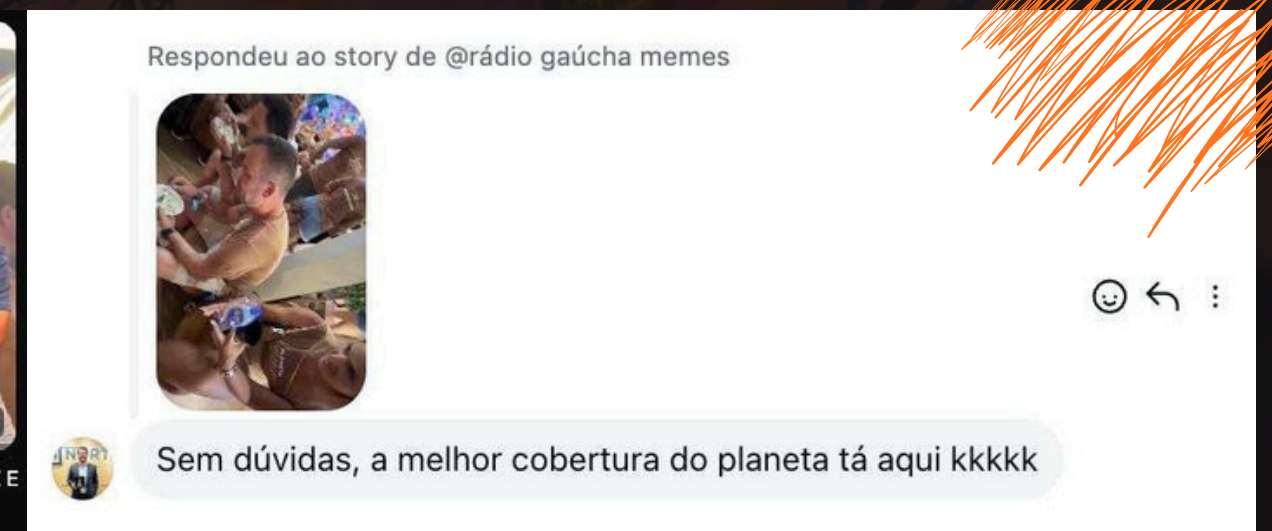 Respondeu ao story de @rádio gaúcha memes
Sem dúvidas, a melhor cobertura do planeta tá aqui kkkkk